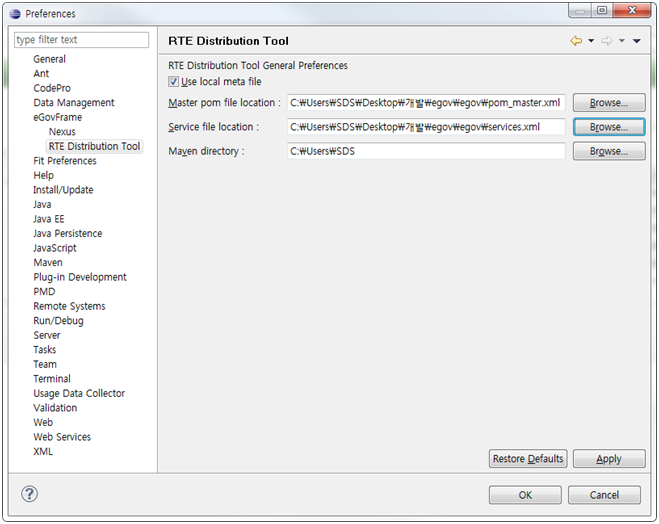 Preferences
type filter text
General
Ant
CodePro
Data Management
eGovFrame
Nexus
RTE Distribution Tool
Fit Preferences
Help
Install/Update
Java
Java EE
Java Persistence
JavaScript
Maven
Plug-in Development
PMD
Remote Systems
Run/Debug
Server
Tasks
Team
Terminal
Usage Data Collector
Validation
Web
Web Services
XML
RTE Distribution Tool
RTE Distribution Tool General Preferences
Use local meta file
Master pom file location : C:₩Users₩SDS₩Desktop₩개발₩egov₩egov₩pom_master.xml Browse...
Service file location : C:₩Users₩SDS₩Desktop₩개발₩egov₩egov₩services.xml Browse...
Maven directory : C:₩Users₩SDS Browse...
Restore Defaults Apply
? OK Cancel